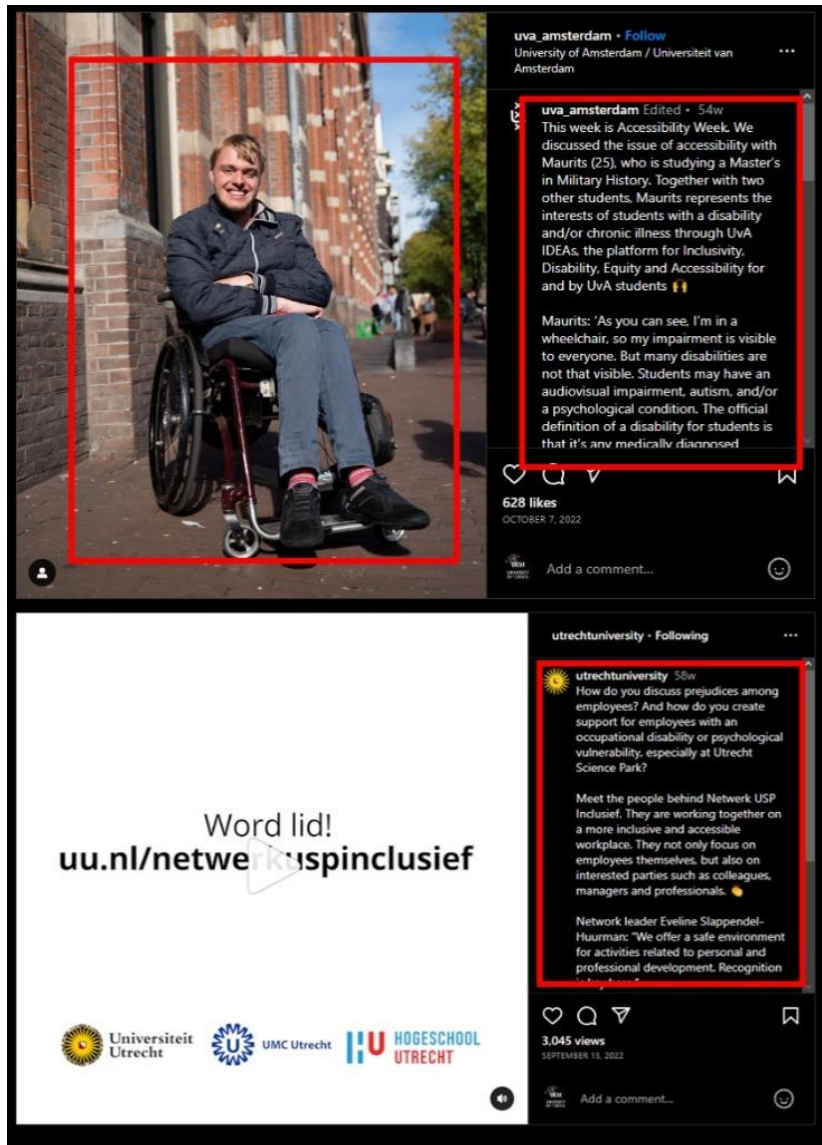 uva_amsterdam • Follow
University of Amsterdam / Universiteit van
Amsterdam
uva_amsterdam Edited • 54w
This week is Accessibility Week. We
discussed the issue of accessibility with
Maurits (25), who is studying a Master's
in Military History. Together with two
other students, Maurits represents the
interests of students with a disability
and/or chronic illness through UvA
IDEAs, the platform for Inclusivity,
Disability, Equity and Accessibility for
and by UvA students 🙌
Maurits: 'As you can see, I'm in a
wheelchair, so my impairment is visible
to everyone. But many disabilities are
not that visible. Students may have an
audiovisual impairment, autism, and/or
a psychological condition. The official
definition of a disability for students is
that it's any medically diagnosed
628 likes
OCTOBER 7, 2022
Add a comment...
Word lid!
uu.nl/netwerkuspinclusief
Universiteit
Utrecht
UMC Utrecht
HOGESCHOOL
UTRECHT
utrechtuniversity • Following
utrechtuniversity 58w
How do you discuss prejudices among
employees? And how do you create
support for employees with an
occupational disability or psychological
vulnerability, especially at Utrecht
Science Park?
Meet the people behind Netwerk USP
Inclusief. They are working together on
a more inclusive and accessible
workplace. They not only focus on
employees themselves, but also on
interested parties such as colleagues,
managers and professionals. 👏
Network leader Eveline Slappendel-
Huurman: "We offer a safe environment
for activities related to personal and
professional development. Recognition
3,045 views
SEPTEMBER 13, 2022
Add a comment...